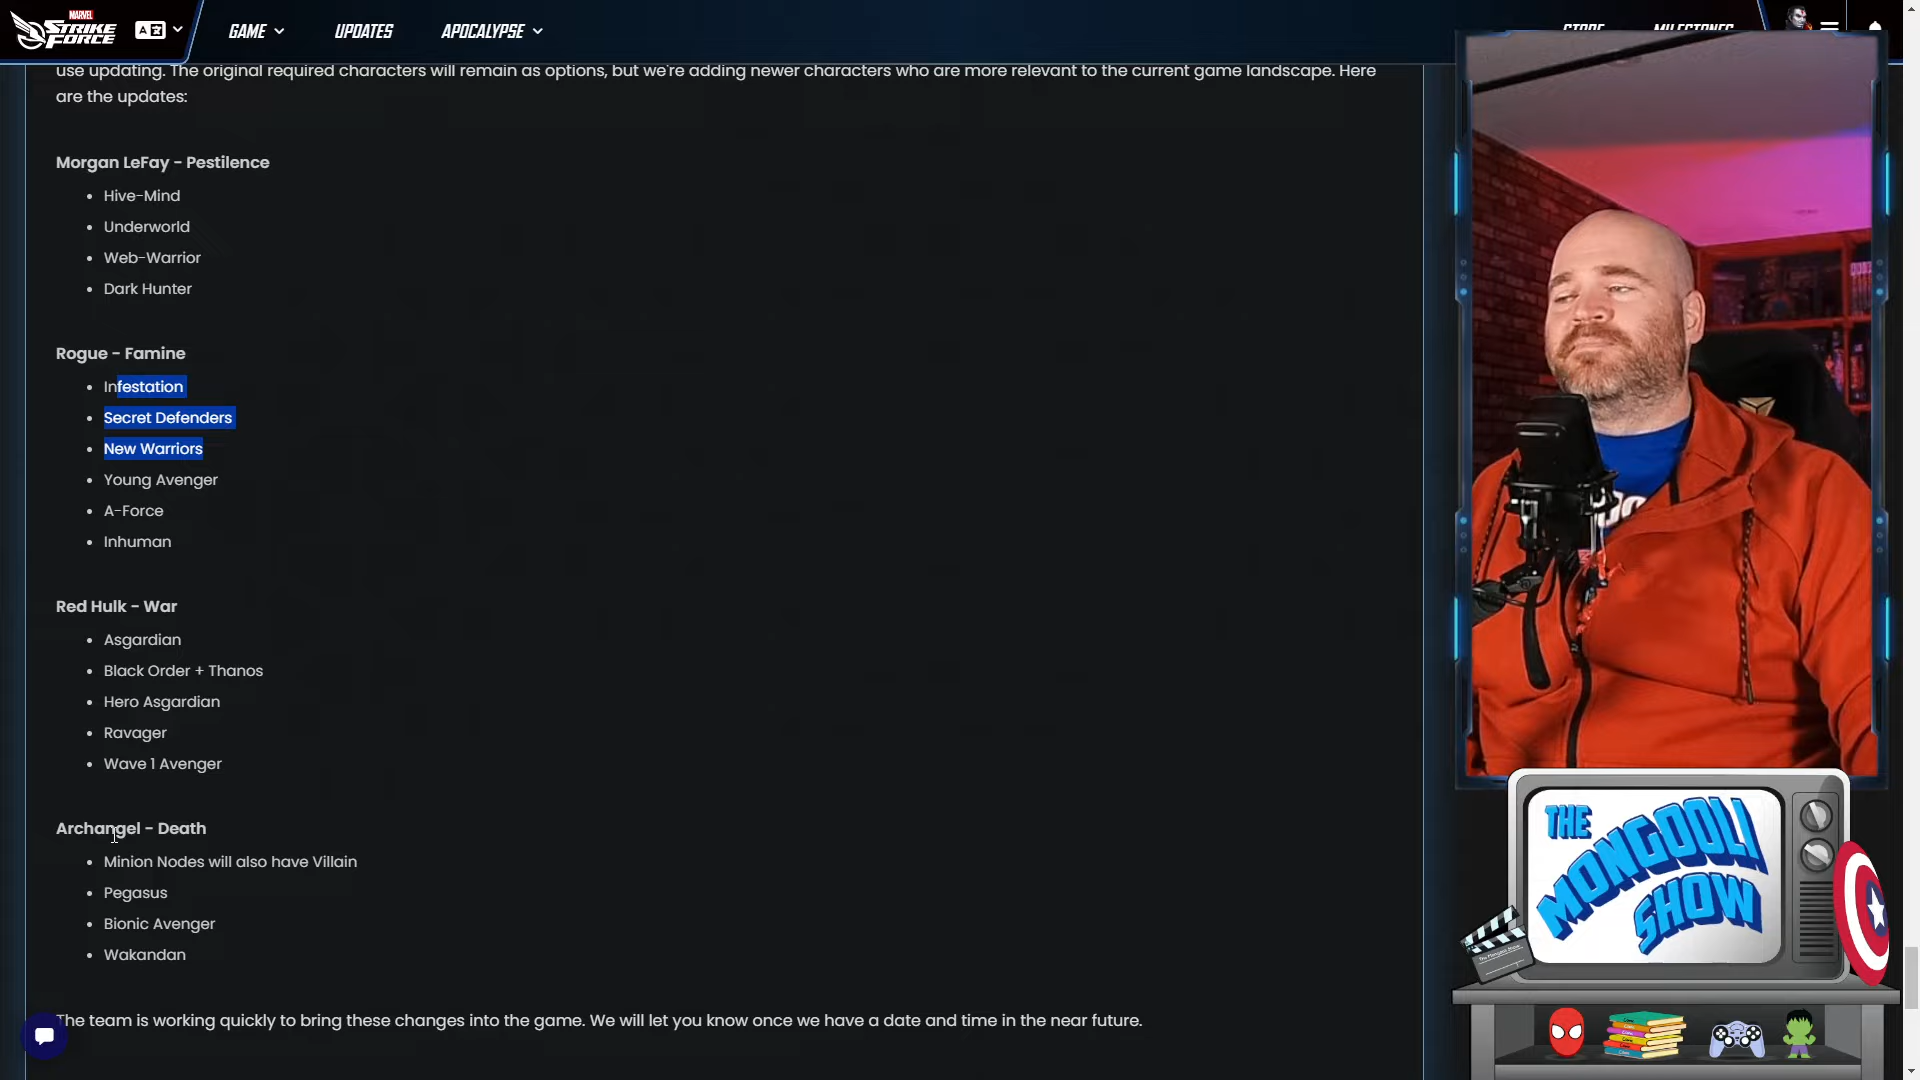 MARVEL
STRIKE
FORCE
GAME
UPDATES
APOCALYPSE
use updating. The original required characters will remain as options, but we're adding newer characters who are more relevant to the current game landscape. Here
are the updates:
Morgan LeFay - Pestilence
Hive-Mind
Underworld
Web-Warrior
Dark Hunter
Rogue - Famine
Infestation
Secret Defenders
New Warriors
Young Avenger
A-Force
Inhuman
Red Hulk - War
Asgardian
Black Order + Thanos
Hero Asgardian
Ravager
Wave 1 Avenger
Archangel - Death
Minion Nodes will also have Villain
Pegasus
Bionic Avenger
Wakandan
The team is working quickly to bring these changes into the game. We will let you know once we have a date and time in the near future.
THE
MONGOOLI
SHOW